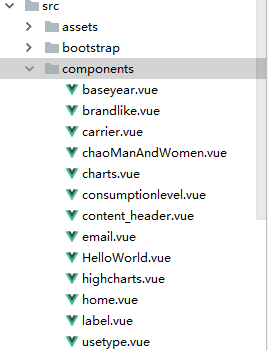 src
assets
bootstrap
components
baseyear.vue
brandlike.vue
carrier.vue
chaoManAndWomen.vue
charts.vue
consumptionlevel.vue
content_header.vue
email.vue
HelloWorld.vue
highcharts.vue
home.vue
label.vue
usetype.vue